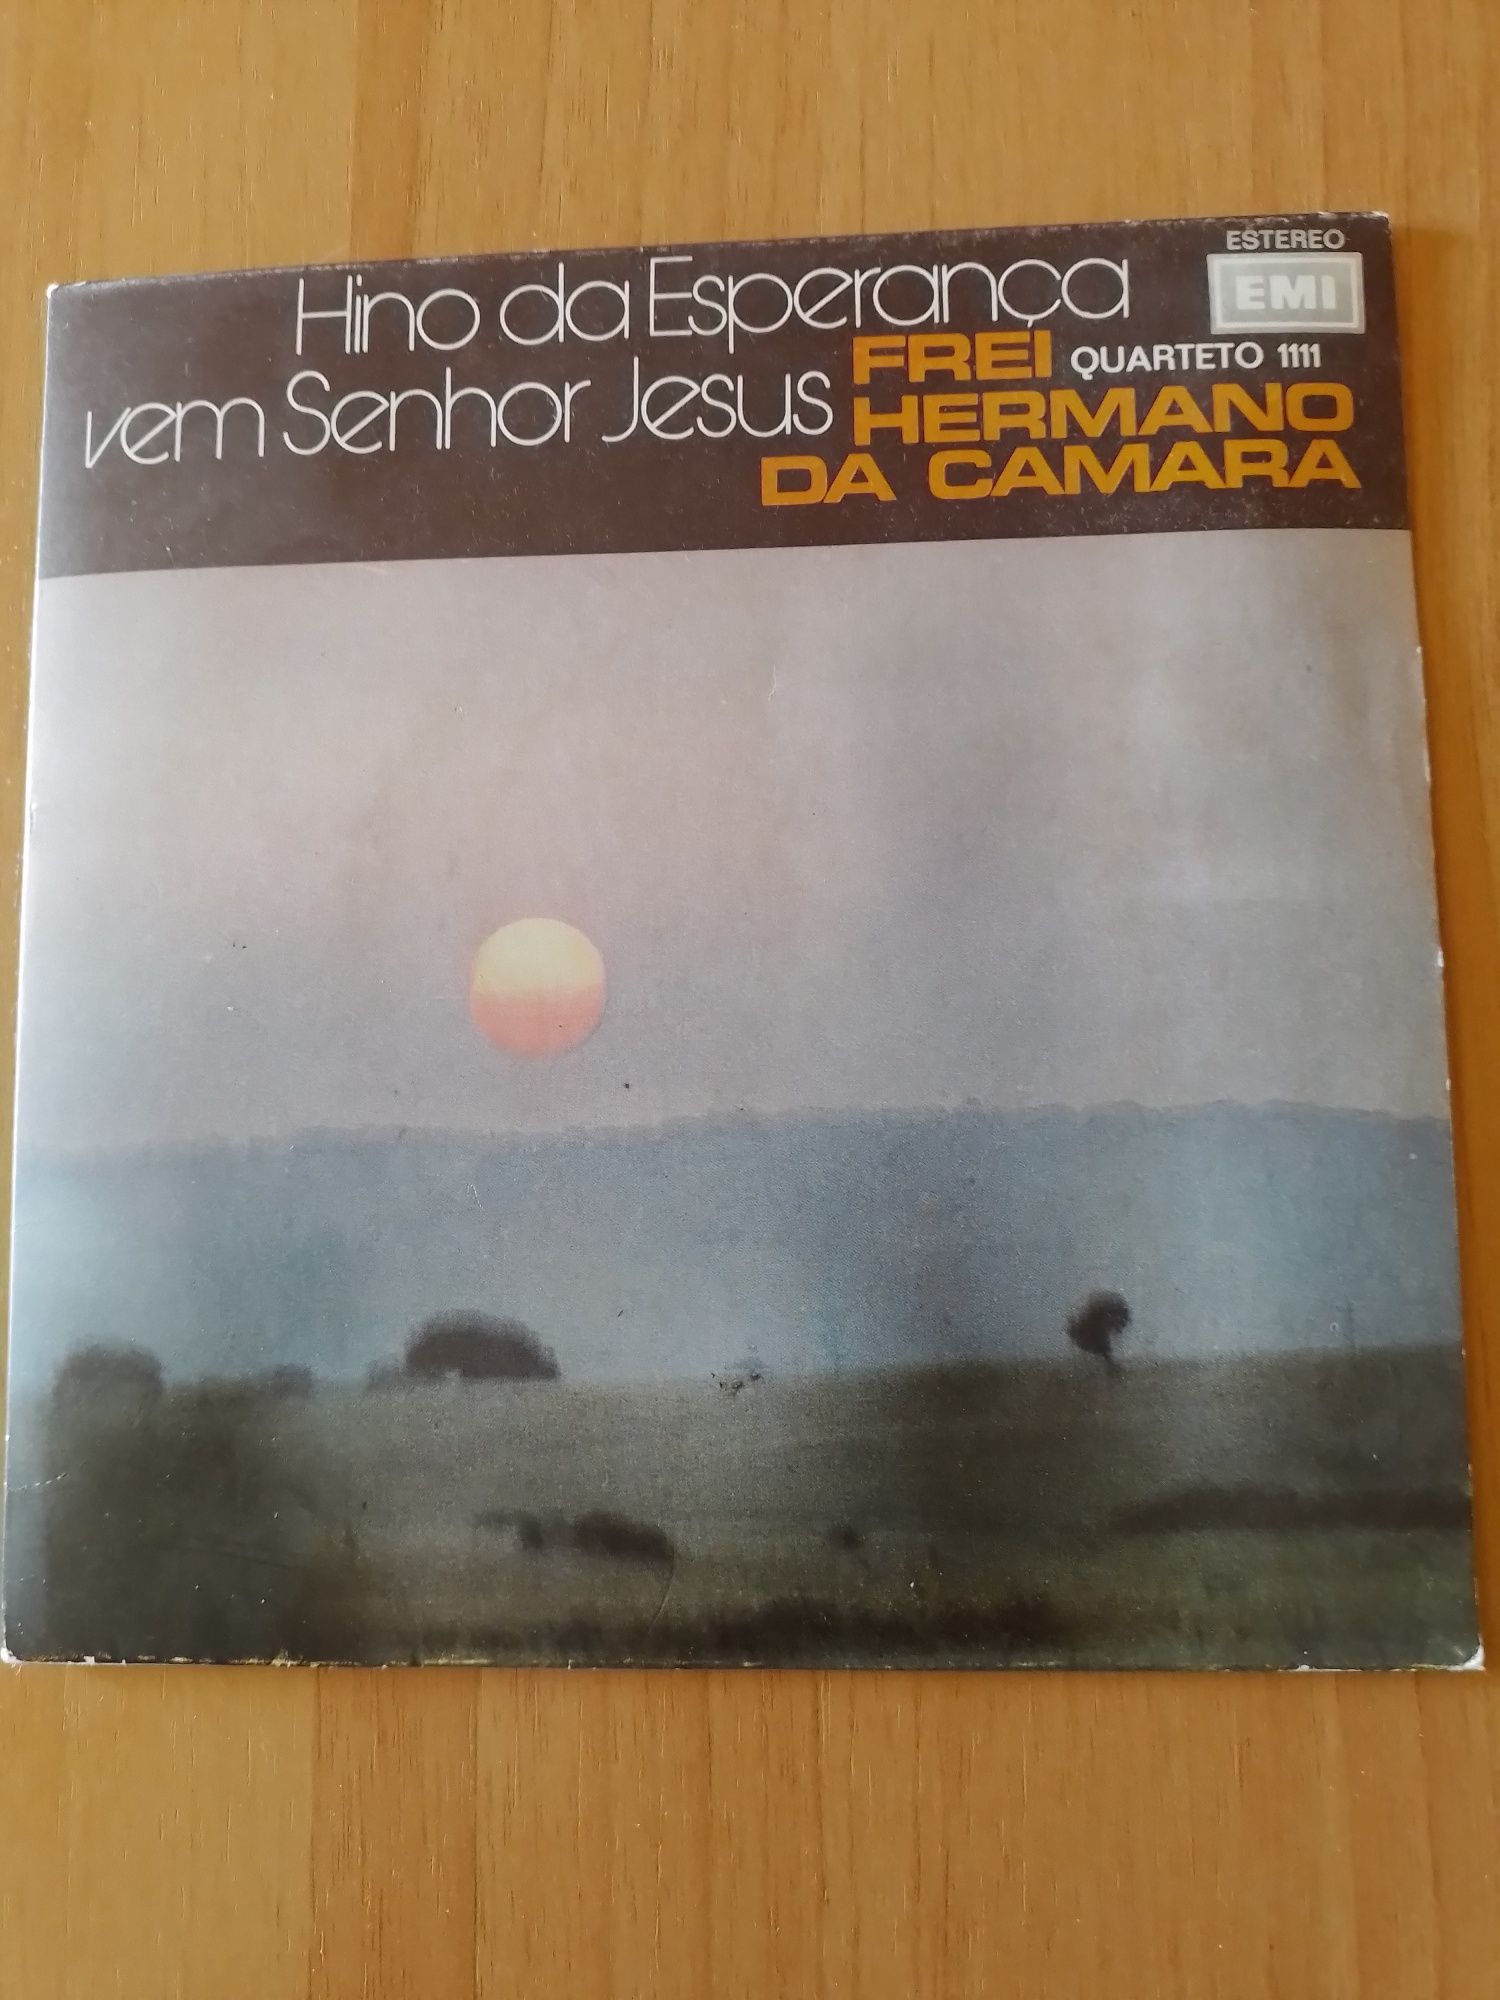 ESTEREO
EMI
Hino da Esperança
vem Senhor Jesus
FREI QUARTETO 1111
HERMANO
DA CAMARA